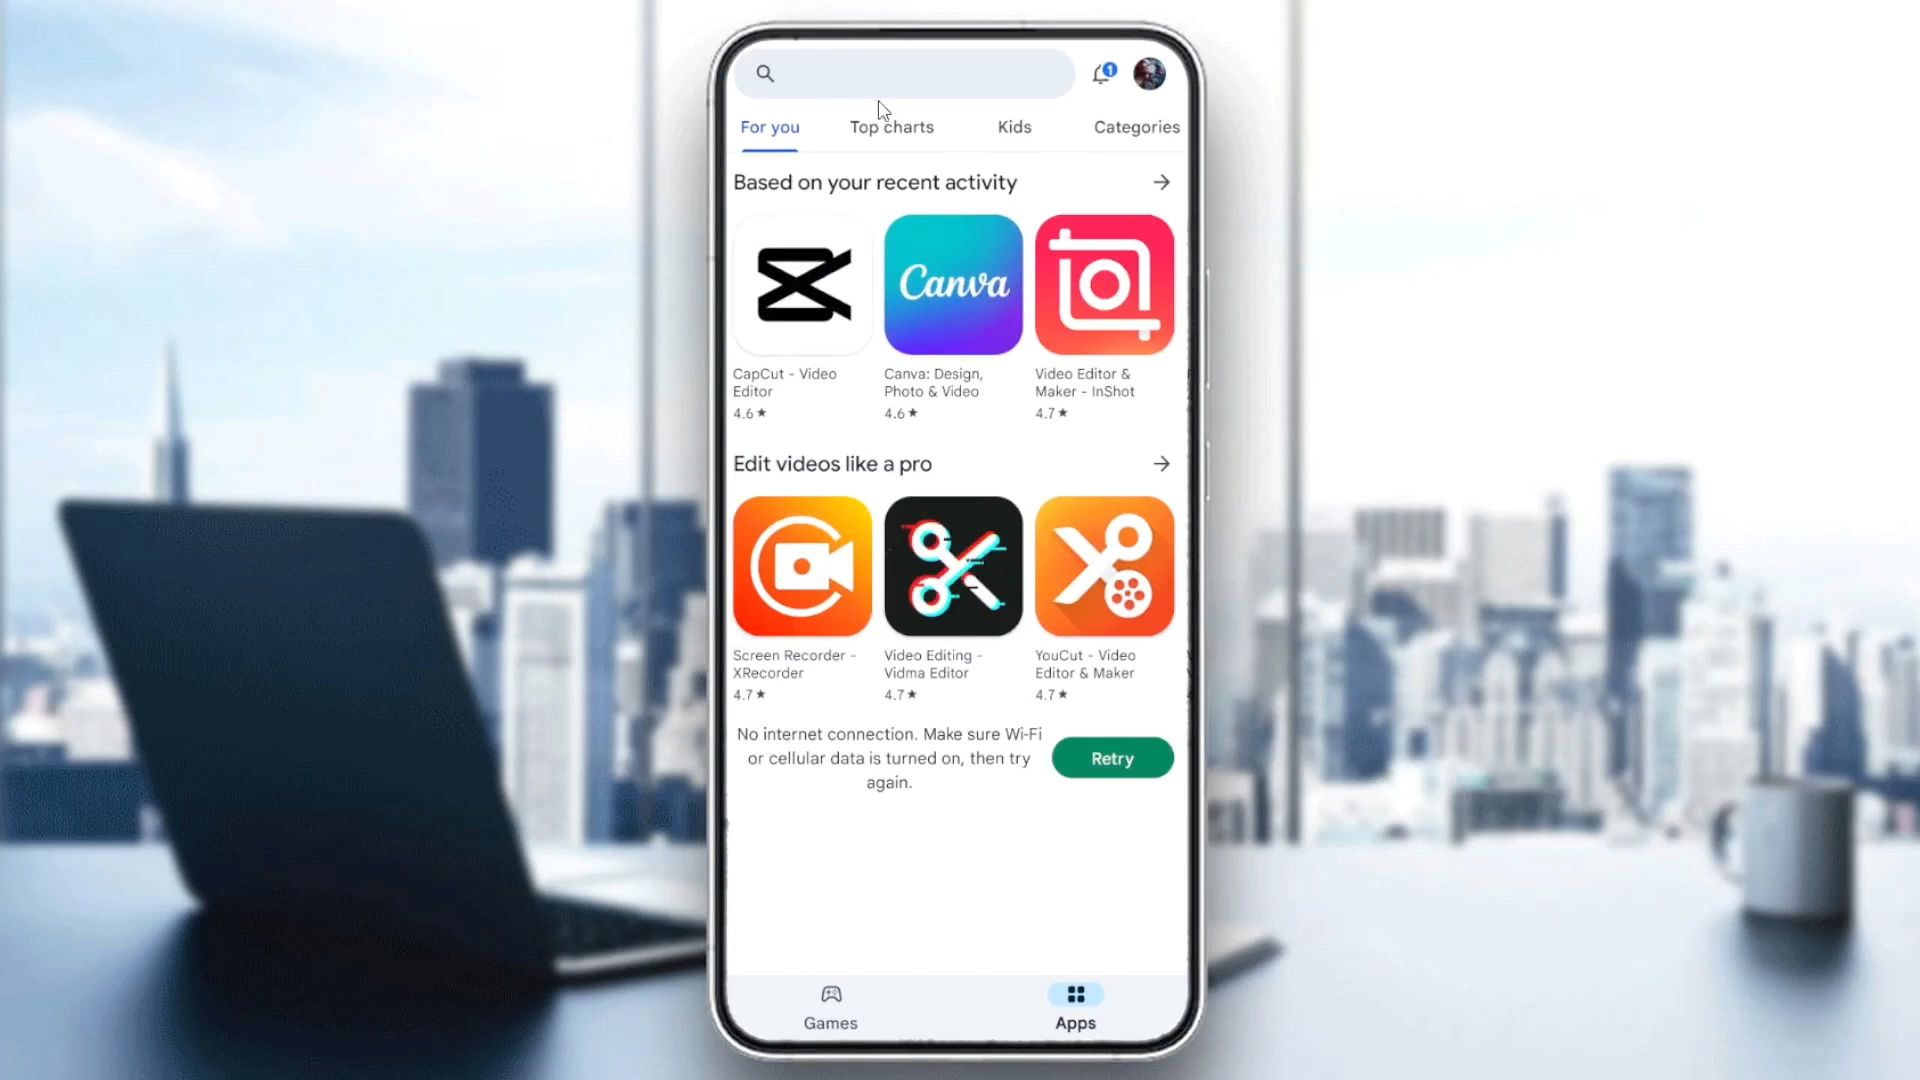 1
For you Top charts Kids Categories
Based on your recent activity
Canva
CapCut - Video
Editor
4.6★
Canva: Design,
Photo & Video
4.6★
Video Editor &
Maker - InShot
4.7★
Edit videos like a pro
Screen Recorder -
XRecorder
4.7★
Video Editing -
Vidma Editor
4.7★
YouCut - Video
Editor & Maker
4.7★
No internet connection. Make sure Wi-Fi
or cellular data is turned on, then try
again.
Retry
Games
Apps